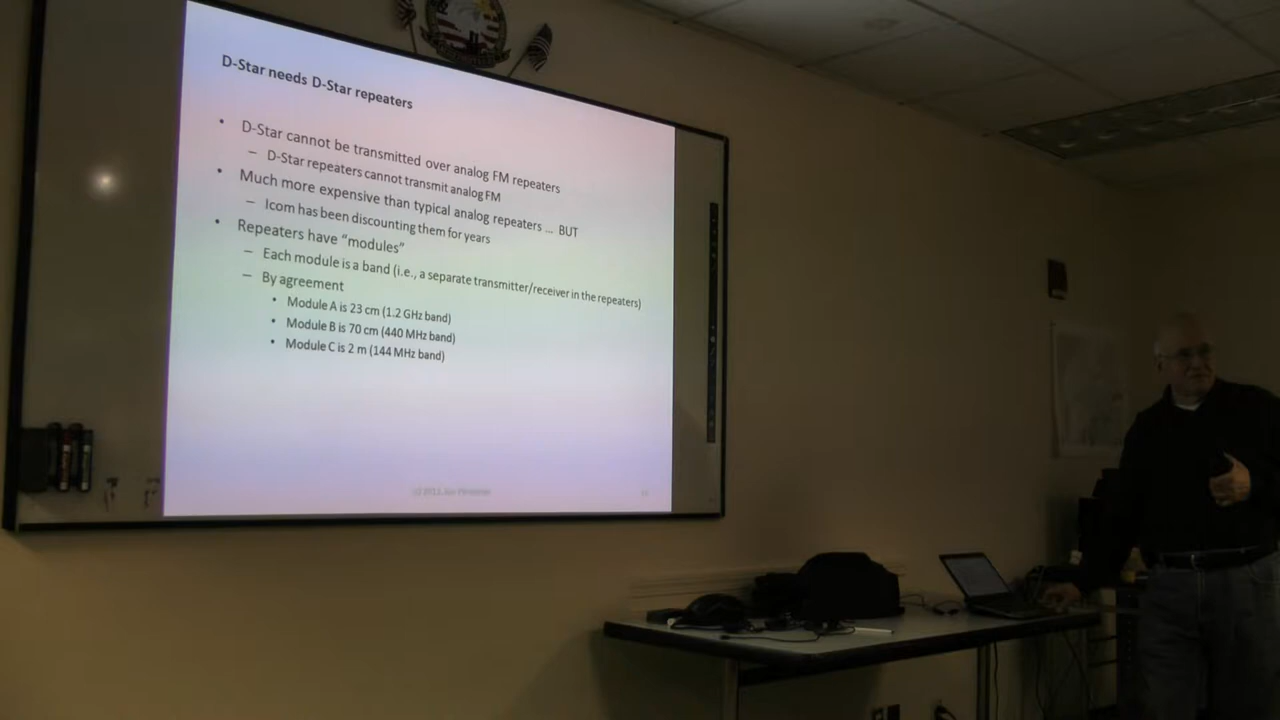 D-Star needs D-Star repeaters
• D-Star cannot be transmitted over analog FM repeaters
– D-Star repeaters cannot transmit analog FM
• Much more expensive than typical analog repeaters ... BUT
– Icom has been discounting them for years
• Repeaters have “modules”
– Each module is a band (i.e., a separate transmitter/receiver in the repeaters)
– By agreement
• Module A is 23 cm (1.2 GHz band)
• Module B is 70 cm (440 MHz band)
• Module C is 2 m (144 MHz band)